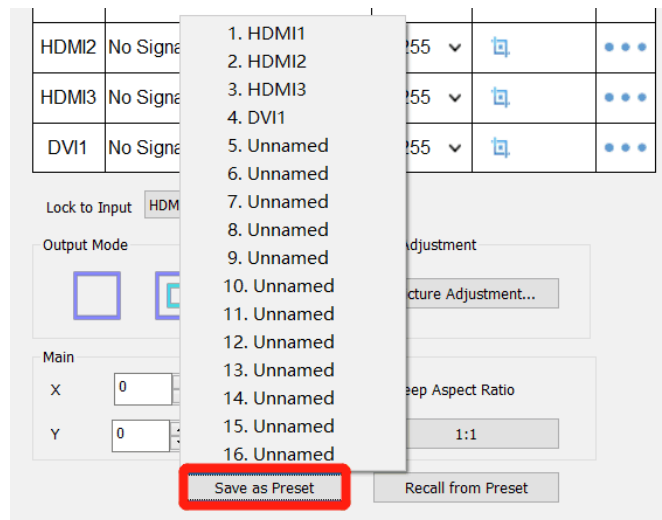 HDMI2 No Signa 255
HDMI3 No Signa 255
DVI1 No Signa 255
1. HDMI1
2. HDMI2
3. HDMI3
4. DVI1
5. Unnamed
6. Unnamed
7. Unnamed
8. Unnamed
9. Unnamed
10. Unnamed
11. Unnamed
12. Unnamed
13. Unnamed
14. Unnamed
15. Unnamed
16. Unnamed
Lock to Input HDM
Output Mode
Adjustment
cture Adjustment...
Main
X 0
eep Aspect Ratio
Y 0
1:1
Save as Preset
Recall from Preset